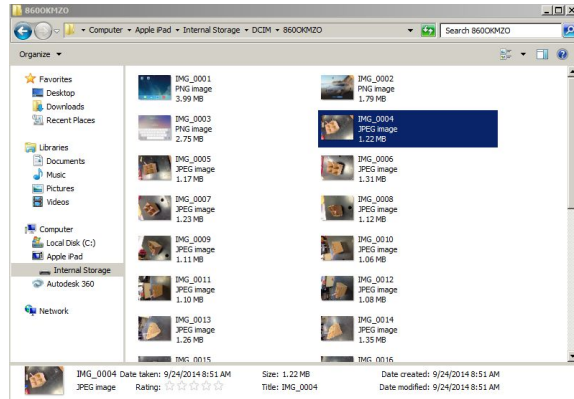 860OKMZO
Computer ▸ Apple iPad ▸ Internal Storage ▸ DCIM ▸ 860OKMZO
Search 860OKMZO
Organize
Favorites
Desktop
Downloads
Recent Places
Libraries
Documents
Music
Pictures
Videos
Computer
Local Disk (C:)
Apple iPad
Internal Storage
Autodesk 360
Network
IMG_0001
PNG image
3.99 MB
IMG_0002
PNG image
1.79 MB
IMG_0003
PNG image
2.75 MB
IMG_0004
JPEG image
1.22 MB
IMG_0005
JPEG image
1.17 MB
IMG_0006
JPEG image
1.31 MB
IMG_0007
JPEG image
1.23 MB
IMG_0008
JPEG image
1.12 MB
IMG_0009
JPEG image
1.11 MB
IMG_0010
JPEG image
1.06 MB
IMG_0011
JPEG image
1.10 MB
IMG_0012
JPEG image
1.08 MB
IMG_0013
JPEG image
1.26 MB
IMG_0014
JPEG image
1.35 MB
IMG_0015
IMG_0016
IMG_0004 Date taken: 9/24/2014 8:51 AM Size: 1.22 MB Date created: 9/24/2014 8:51 AM
JPEG image Rating: Title: IMG_0004 Date modified: 9/24/2014 8:51 AM